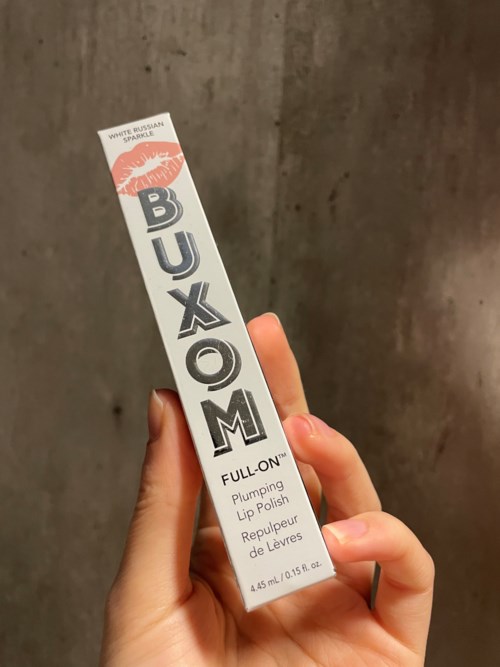 WHITE RUSSIAN
SPARKLE
BUXOM
FULL-ON™
Plumping
Lip Polish
Repulpeur
de Lèvres
4.45 mL / 0.15 fl. oz.